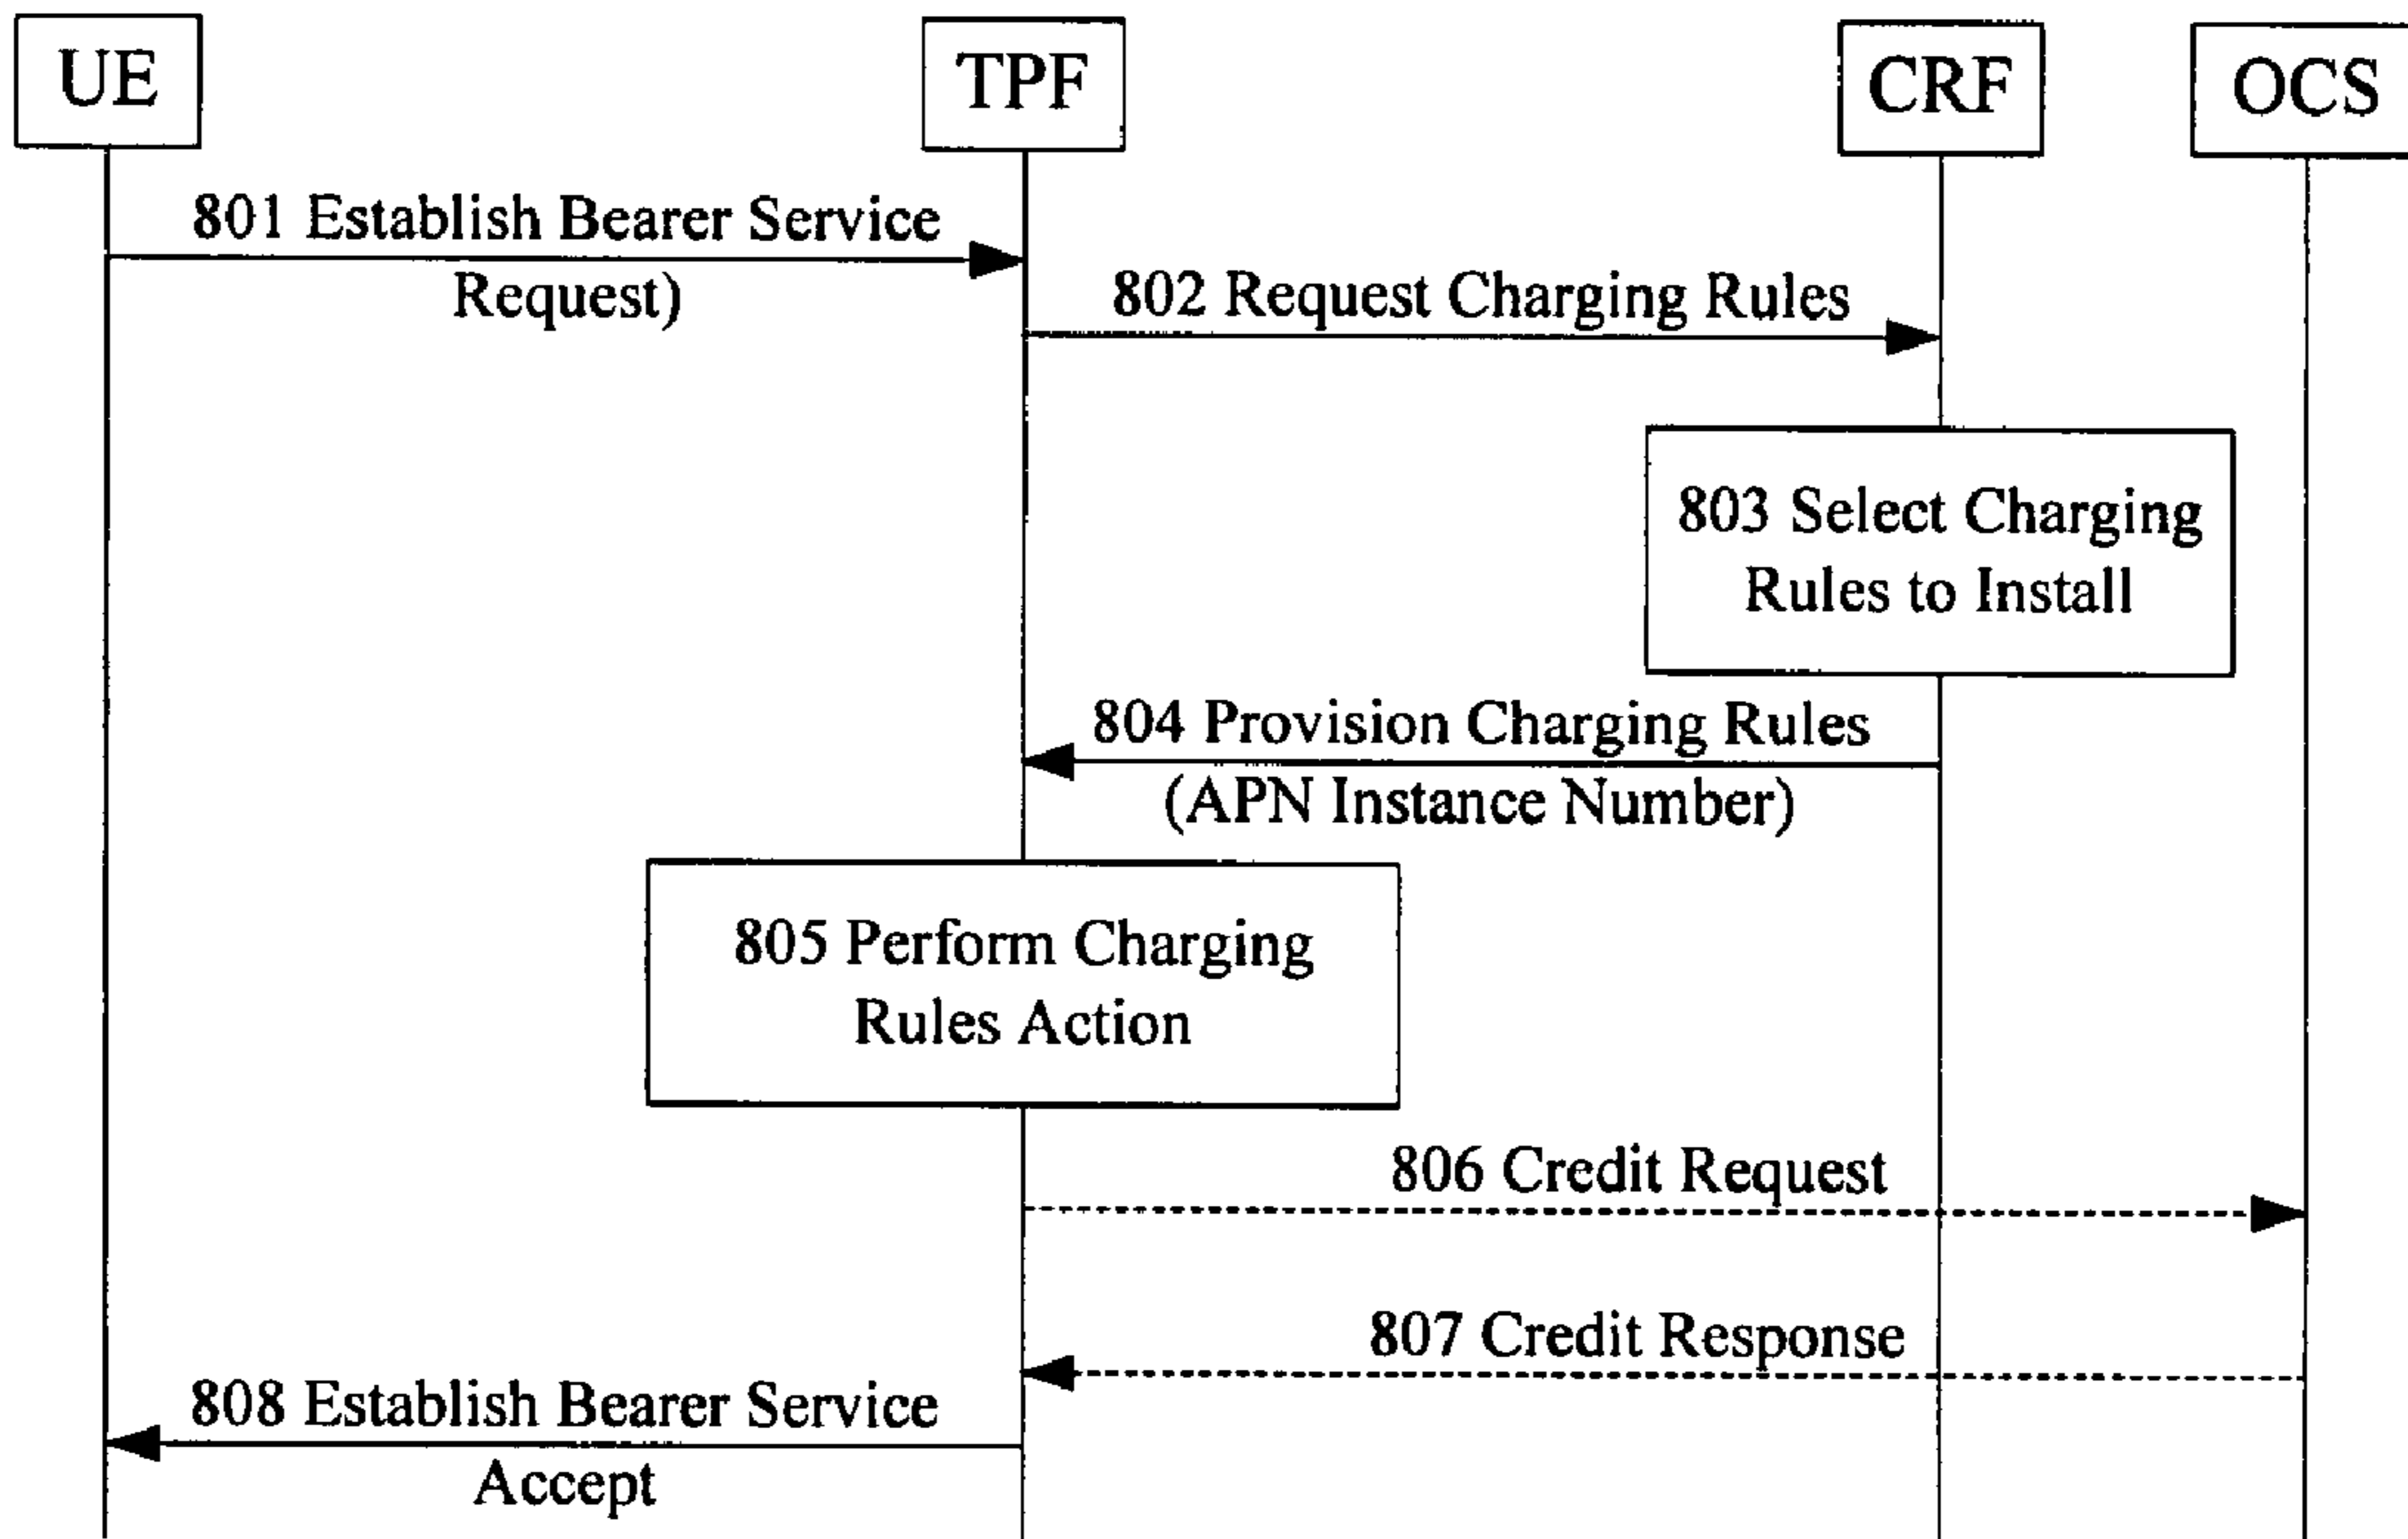 UE
TPF
CRF
OCS
801 Establish Bearer Service
Request)
802 Request Charging Rules
803 Select Charging
Rules to Install
804 Provision Charging Rules
(APN Instance Number)
805 Perform Charging
Rules Action
806 Credit Request
807 Credit Response
808 Establish Bearer Service
Accept